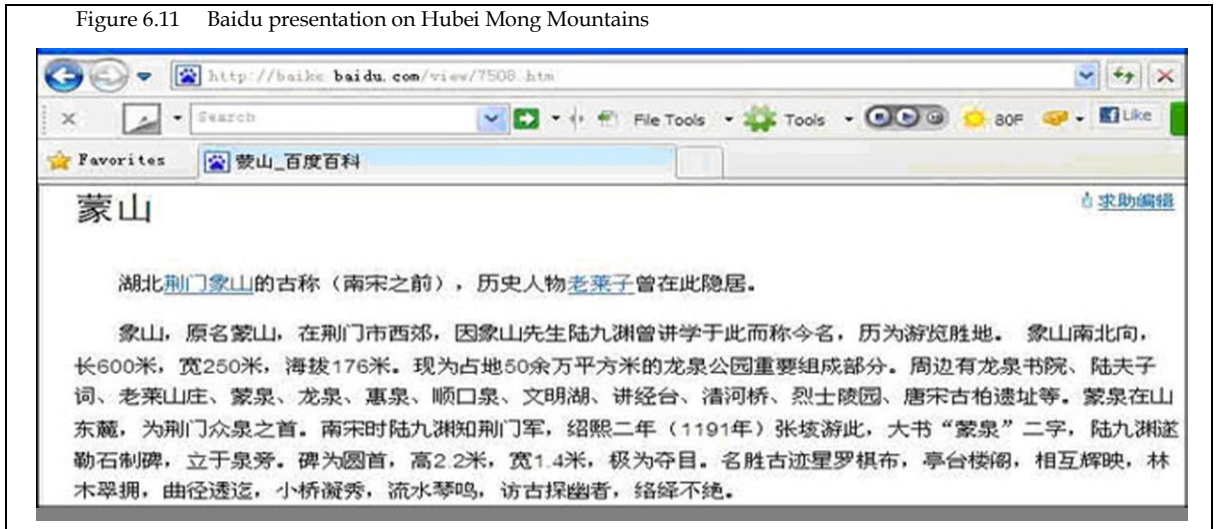 Figure 6.11 Baidu presentation on Hubei Mong Mountains
http://baike.baidu.com/view/7508.htm
Search File Tools Tools 80F Like
Favorites 蒙山_百度百科
蒙山 求助编辑
湖北荆门象山的古称（南宋之前），历史人物老莱子曾在此隐居。
象山，原名蒙山，在荆门市西郊，因象山先生陆九渊曾讲学于此而称今名，历为游览胜地。 象山南北向，
长600米，宽250米，海拔176米。现为占地50余万平方米的龙泉公园重要组成部分。周边有龙泉书院、陆夫子
词、老莱山庄、蒙泉、龙泉、惠泉、顺口泉、文明湖、讲经台、清河桥、烈士陵园、唐宋古柏遗址等。蒙泉在山
东麓，为荆门众泉之首。南宋时陆九渊知荆门军，绍熙二年（1191年）张垓游此，大书“蒙泉”二字，陆九渊遂
勒石制碑，立于泉旁。碑为圆首，高2.2米，宽1.4米，极为夺目。名胜古迹星罗棋布，亭台楼阁，相互辉映，林
木翠拥，曲径透迄，小桥凝秀，流水琴鸣，访古探幽者，络绎不绝。